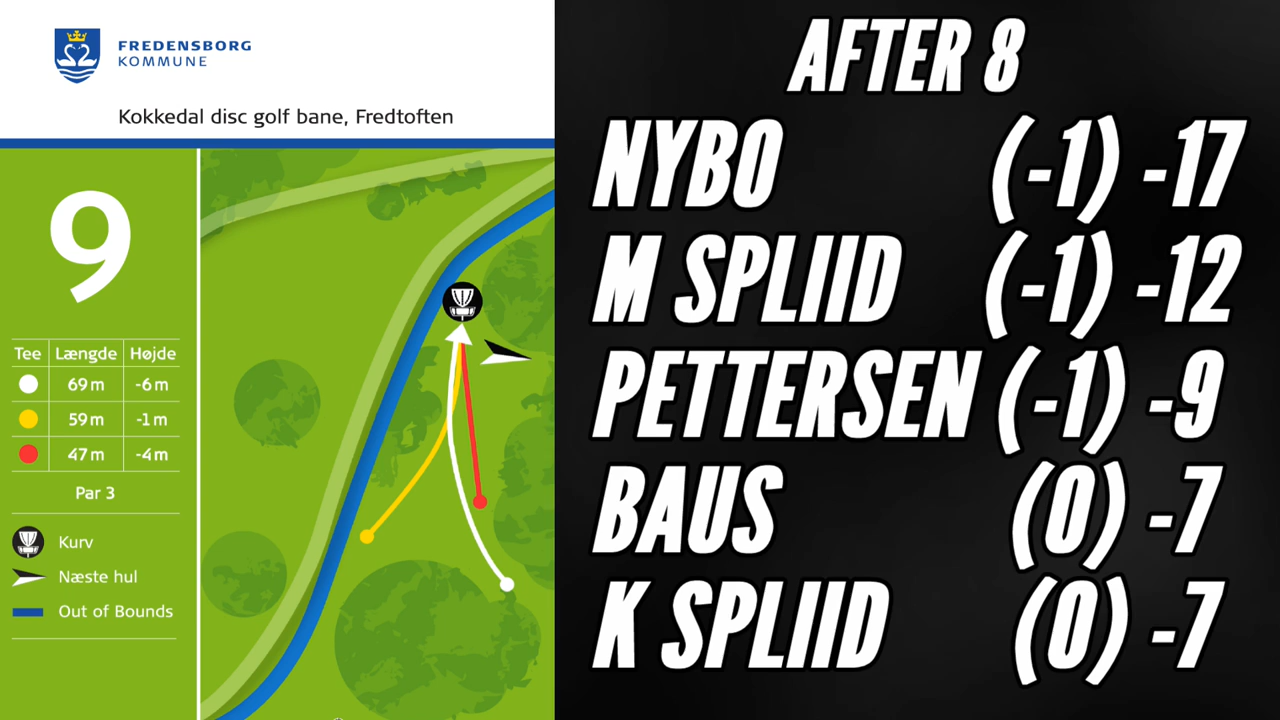 FREDENSBORG
KOMMUNE
Kokkedal disc golf bane, Fredtoften
9
Tee Længde Højde
69 m -6 m
59 m -1 m
47 m -4 m
Par 3
Kurv
Næste hul
Out of Bounds
AFTER 8
NYBO (-1) -17
M SPLIID (-1) -12
PETTERSEN (-1) -9
BAUS (0) -7
K SPLIID (0) -7